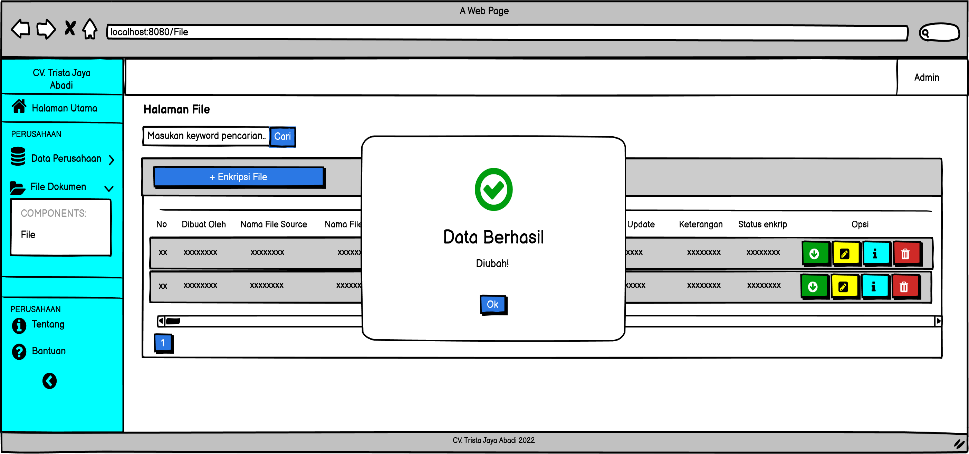 A Web Page
localhost:8080/File
CV. Trista Jaya
Abadi
Admin
Halaman Utama
PERUSAHAAN
Data Perusahaan
File Dokumen
COMPONENTS:
File
PERUSAHAAN
Tentang
Bantuan
Halaman File
Masukan keyword pencarian.. Cari
+ Enkripsi File
No Dibuat Oleh Nama File Source Nama File Update Keterangan Status enkrip Opsi
xx xxxxxxxx xxxxxxxx xxxxx xxxx xxxxxxxx xxxxxxxx
xx xxxxxxxx xxxxxxxx xxxxxx xxxxx xxxxxxxx xxxxxxxx
1
Data Berhasil
Diubah!
Ok
CV. Trista Jaya Abadi 2022